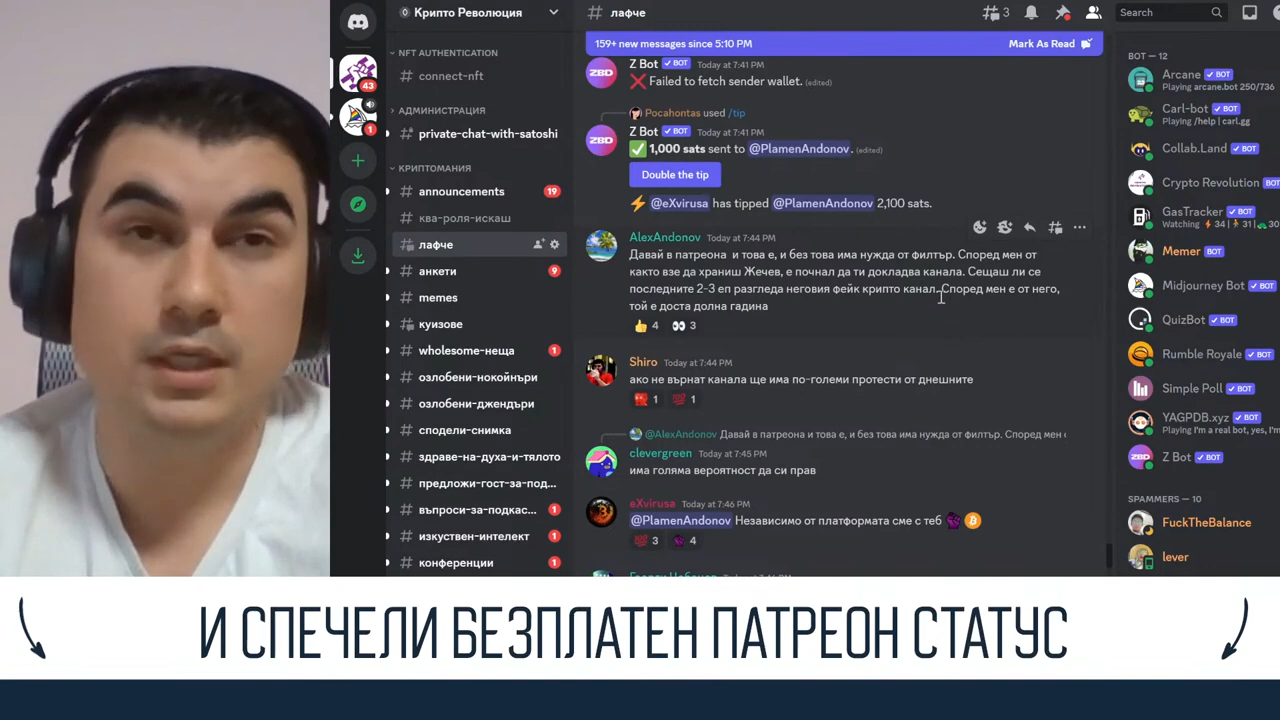 Крипто Революция
NFT AUTHENTICATION
connect-nft
АДМИНИСТРАЦИЯ
private-chat-with-satoshi
КРИПТОМАНИЯ
announcements 19
ква-роля-искаш
лафче
анкети 9
memes
куизове
wholesome-неща 1
озлобени-нокойнъри
озлобени-джендъри
сподели-снимка
здраве-на-духа-и-тялото
предложи-гост-за-под...
въпроси-за-подкас... 1
изкуствен-интелект 1
конференции 1
43
1
# лафче
3
Search
159+ new messages since 5:10 PM Mark As Read
Z Bot ✔ BOT Today at 7:41 PM
ZBD
❌ Failed to fetch sender wallet. (edited)
Pocahontas used /tip
Z Bot ✔ BOT Today at 7:41 PM
ZBD
✅ 1,000 sats sent to @PlamenAndonov. (edited)
Double the tip
⚡ @eXvirusa has tipped @PlamenAndonov 2,100 sats.
AlexAndonov Today at 7:44 PM
Давай в патреона и това е, и без това има нужда от филтър. Според мен от
както взе да храниш Жечев, е почнал да ти докладва канала. Сещаш ли се
последните 2-3 еп разгледа неговия фейк крипто канал. Според мен е от него,
той е доста долна гадина
👍 4 👀 3
Shiro Today at 7:44 PM
ако не върнат канала ще има по-големи протести от днешните
1 💯 1
@AlexAndonov Давай в патреона и това е, и без това има нужда от филтър. Според мен
clevergreen Today at 7:45 PM
има голяма вероятност да си прав
eXvirusa Today at 7:46 PM
@PlamenAndonov Независимо от платформата сме с теб
💯 3 4
BOT — 12
Arcane ✔ BOT
Playing arcane.bot 250/736
Carl-bot ✔ BOT
Playing /help | carl.gg
Collab.Land ✔ BOT
Crypto Revolution
GasTracker ✔ BOT
Watching ⚡ 34 | 31 | 30
Memer BOT
Midjourney Bot ✔ BOT
QuizBot ✔ BOT
Rumble Royale ✔ BOT
Simple Poll ✔ BOT
YAGPDB.xyz ✔ BOT
Playing I'm a real bot, yes, I'm
ZBD
Z Bot ✔ BOT
SPAMMERS — 10
FuckTheBalance
lever
И СПЕЧЕЛИ БЕЗПЛАТЕН ПАТРЕОН СТАТУС